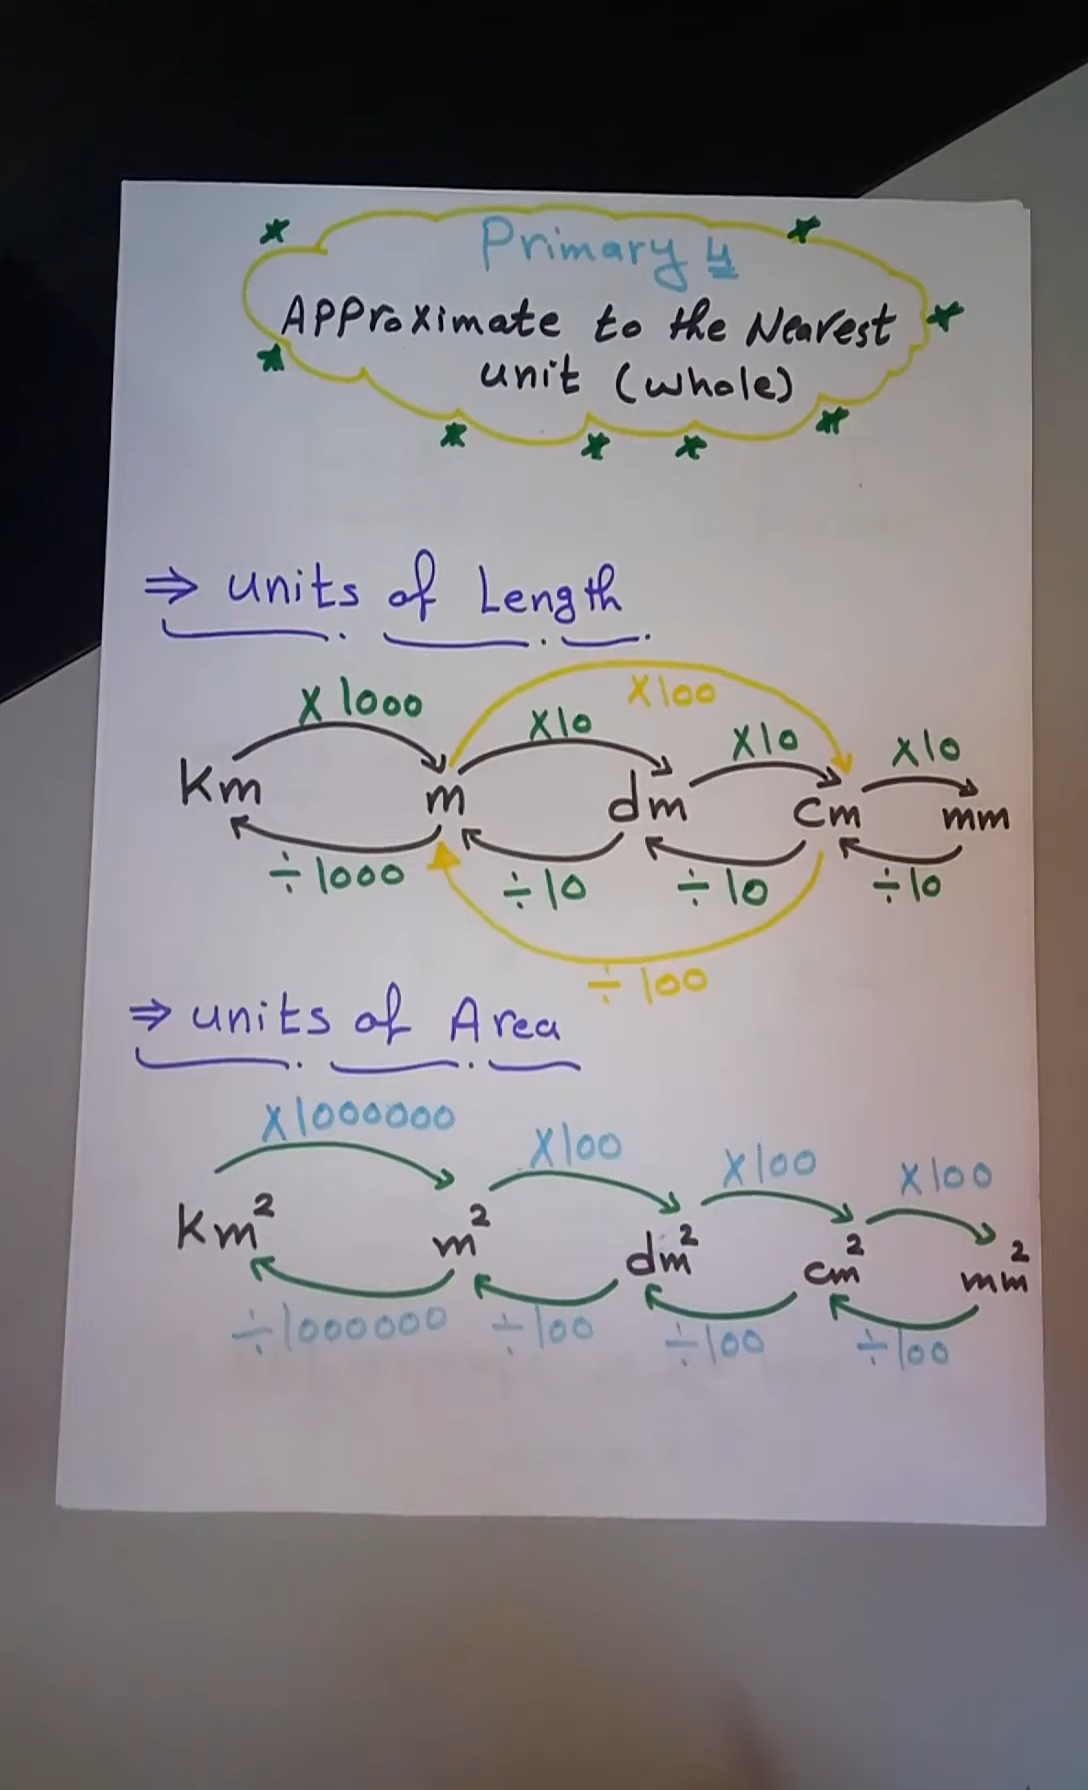 Primary 4
Approximate to the Nearest
unit (whole)
⇒ units of Length
X 1000 X10 X100 X10 X10
Km m dm cm mm
÷1000 ÷10 ÷10 ÷10
÷100
⇒ units of Area
X1000000 X100 X100 X100
Km² m² dm² cm² mm²
÷1000000 ÷100 ÷100 ÷100